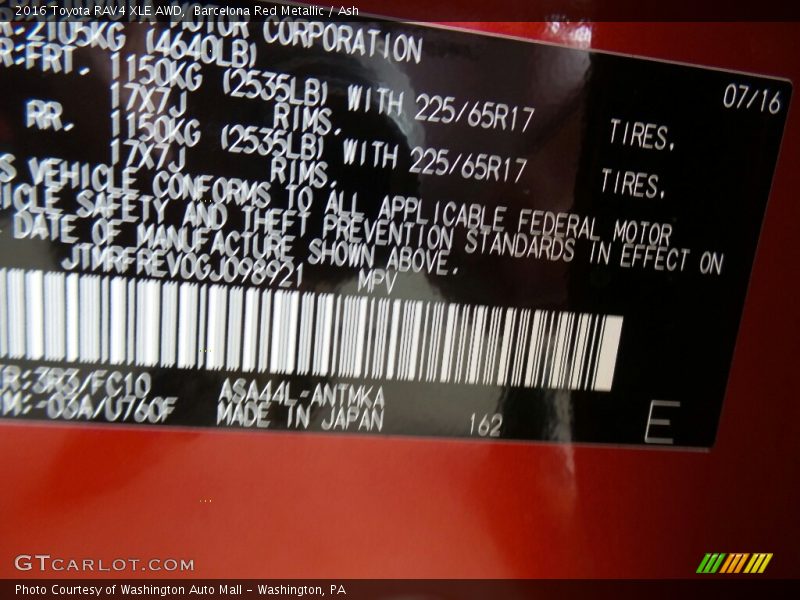 2016 Toyota RAV4 XLE AWD, Barcelona Red Metallic / Ash
MOTOR CORPORATION
R:2105KG (4640LB)
07/16
R:FRT. 1150KG (2535LB) WITH 225/65R17 TIRES,
17X7J RIMS.
RR. 1150KG (2535LB) WITH 225/65R17 TIRES,
17X7J RIMS.
S VEHICLE CONFORMS TO ALL APPLICABLE FEDERAL MOTOR
HICLE SAFETY AND THEFT PREVENTION STANDARDS IN EFFECT ON
DATE OF MANUFACTURE SHOWN ABOVE.
JTMRFREV0GJ098921 MPV
R:3R3/FC10 ASA44L-ANTMKA
M:-03A/U760F MADE IN JAPAN 162 E
GTCARLOT.COM
Photo Courtesy of Washington Auto Mall - Washington, PA